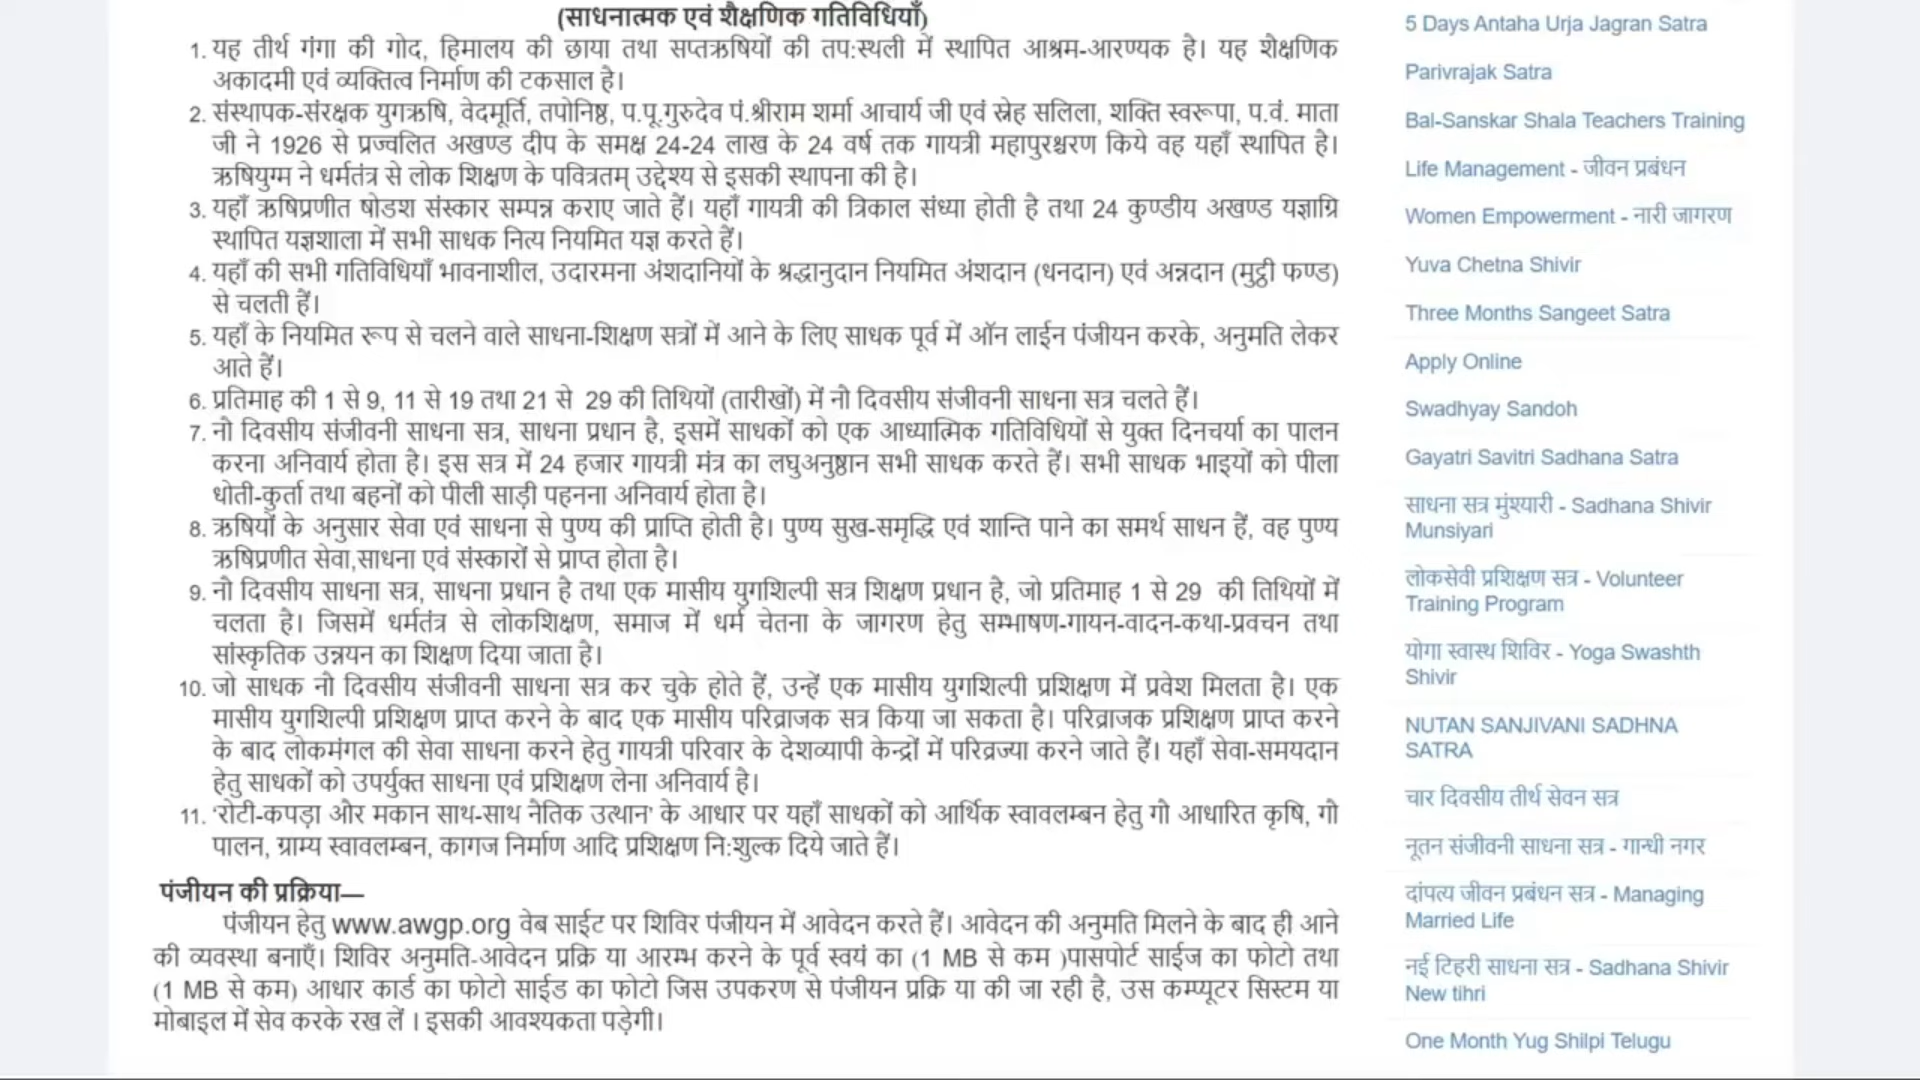 (साधनात्मक एवं शैक्षणिक गतिविधियाँ)
1. यह तीर्थ गंगा की गोद, हिमालय की छाया तथा सप्तऋषियों की तप:स्थली में स्थापित आश्रम-आरण्यक है। यह शैक्षणिक
अकादमी एवं व्यक्तित्व निर्माण की टकसाल है।
2. संस्थापक-संरक्षक युगऋषि, वेदमूर्ति, तपोनिष्ठ, प.पू.गुरुदेव पं.श्रीराम शर्मा आचार्य जी एवं स्नेह सलिला, शक्ति स्वरूपा, प.वं. माता
जी ने 1926 से प्रज्वलित अखण्ड दीप के समक्ष 24-24 लाख के 24 वर्ष तक गायत्री महापुरश्चरण किये वह यहाँ स्थापित है।
ऋषियुग्म ने धर्मतंत्र से लोक शिक्षण के पवित्रतम् उद्देश्य से इसकी स्थापना की है।
3. यहाँ ऋषिप्रणीत षोडश संस्कार सम्पन्न कराए जाते हैं। यहाँ गायत्री की त्रिकाल संध्या होती है तथा 24 कुण्डीय अखण्ड यज्ञाग्नि
स्थापित यज्ञशाला में सभी साधक नित्य नियमित यज्ञ करते हैं।
4. यहाँ की सभी गतिविधियाँ भावनाशील, उदारमना अंशदानियों के श्रद्धानुदान नियमित अंशदान (धनदान) एवं अन्नदान (मुट्ठी फण्ड)
से चलती हैं।
5. यहाँ के नियमित रूप से चलने वाले साधना-शिक्षण सत्रों में आने के लिए साधक पूर्व में ऑन लाईन पंजीयन करके, अनुमति लेकर
आते हैं।
6. प्रतिमाह की 1 से 9, 11 से 19 तथा 21 से 29 की तिथियों (तारीखों) में नौ दिवसीय संजीवनी साधना सत्र चलते हैं।
7. नौ दिवसीय संजीवनी साधना सत्र, साधना प्रधान है, इसमें साधकों को एक आध्यात्मिक गतिविधियों से युक्त दिनचर्या का पालन
करना अनिवार्य होता है। इस सत्र में 24 हजार गायत्री मंत्र का लघुअनुष्ठान सभी साधक करते हैं। सभी साधक भाइयों को पीला
धोती-कुर्ता तथा बहनों को पीली साड़ी पहनना अनिवार्य होता है।
8. ऋषियों के अनुसार सेवा एवं साधना से पुण्य की प्राप्ति होती है। पुण्य सुख-समृद्धि एवं शान्ति पाने का समर्थ साधन हैं, वह पुण्य
ऋषिप्रणीत सेवा,साधना एवं संस्कारों से प्राप्त होता है।
9. नौ दिवसीय साधना सत्र, साधना प्रधान है तथा एक मासीय युगशिल्पी सत्र शिक्षण प्रधान है, जो प्रतिमाह 1 से 29 की तिथियों में
चलता है। जिसमें धर्मतंत्र से लोकशिक्षण, समाज में धर्म चेतना के जागरण हेतु सम्भाषण-गायन-वादन-कथा-प्रवचन तथा
सांस्कृतिक उन्नयन का शिक्षण दिया जाता है।
10. जो साधक नौ दिवसीय संजीवनी साधना सत्र कर चुके होते हैं, उन्हें एक मासीय युगशिल्पी प्रशिक्षण में प्रवेश मिलता है। एक
मासीय युगशिल्पी प्रशिक्षण प्राप्त करने के बाद एक मासीय परिव्राजक सत्र किया जा सकता है। परिव्राजक प्रशिक्षण प्राप्त करने
के बाद लोकमंगल की सेवा साधना करने हेतु गायत्री परिवार के देशव्यापी केन्द्रों में परिव्रज्या करने जाते हैं। यहाँ सेवा-समयदान
हेतु साधकों को उपर्युक्त साधना एवं प्रशिक्षण लेना अनिवार्य है।
11. ‘रोटी-कपड़ा और मकान साथ-साथ नैतिक उत्थान’ के आधार पर यहाँ साधकों को आर्थिक स्वावलम्बन हेतु गौ आधारित कृषि, गौ
पालन, ग्राम्य स्वावलम्बन, कागज निर्माण आदि प्रशिक्षण नि:शुल्क दिये जाते हैं।
पंजीयन की प्रक्रिया—
पंजीयन हेतु www.awgp.org वेब साईट पर शिविर पंजीयन में आवेदन करते हैं। आवेदन की अनुमति मिलने के बाद ही आने
की व्यवस्था बनाएँ। शिविर अनुमति-आवेदन प्रक्रि या आरम्भ करने के पूर्व स्वयं का (1 MB से कम )पासपोर्ट साईज का फोटो तथा
(1 MB से कम) आधार कार्ड का फोटो साईड का फोटो जिस उपकरण से पंजीयन प्रक्रि या की जा रही है, उस कम्प्यूटर सिस्टम या
मोबाइल में सेव करके रख लें । इसकी आवश्यकता पड़ेगी।
5 Days Antaha Urja Jagran Satra
Parivrajak Satra
Bal-Sanskar Shala Teachers Training
Life Management - जीवन प्रबंधन
Women Empowerment - नारी जागरण
Yuva Chetna Shivir
Three Months Sangeet Satra
Apply Online
Swadhyay Sandoh
Gayatri Savitri Sadhana Satra
साधना सत्र मुंश्यारी - Sadhana Shivir
Munsiyari
लोकसेवी प्रशिक्षण सत्र - Volunteer
Training Program
योगा स्वास्थ शिविर - Yoga Swashth
Shivir
NUTAN SANJIVANI SADHNA
SATRA
चार दिवसीय तीर्थ सेवन सत्र
नूतन संजीवनी साधना सत्र - गान्धी नगर
दांपत्य जीवन प्रबंधन सत्र - Managing
Married Life
नई टिहरी साधना सत्र - Sadhana Shivir
New tihri
One Month Yug Shilpi Telugu